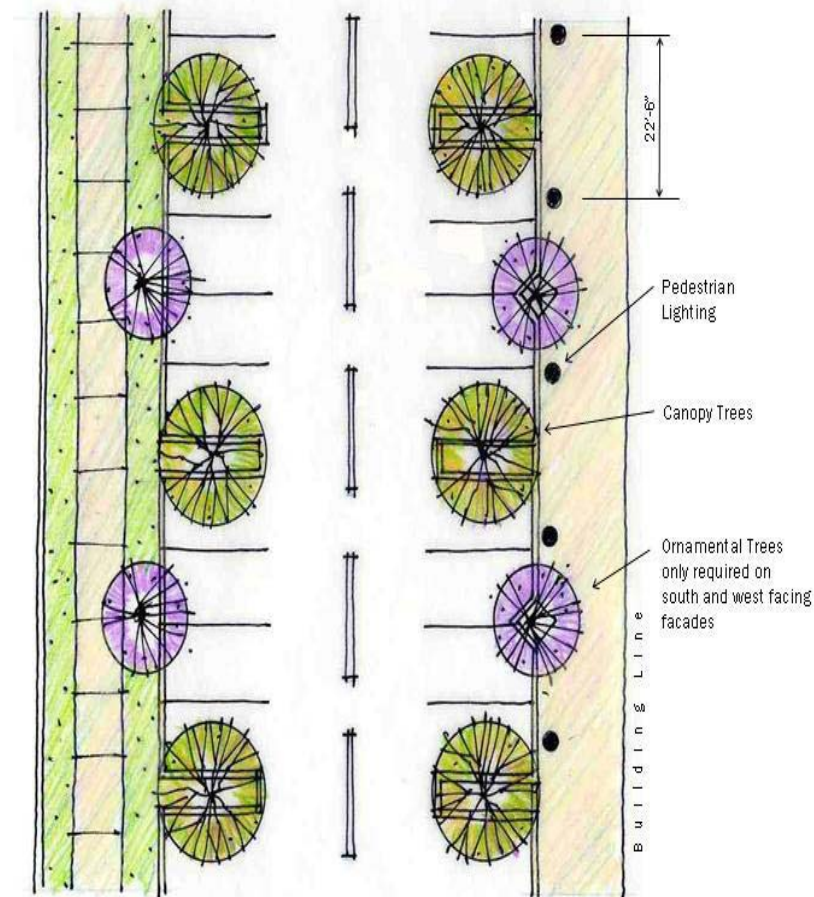 22'-6"
Pedestrian
Lighting
Canopy Trees
Ornamental Trees
only required on
south and west facing
facades
Building Line